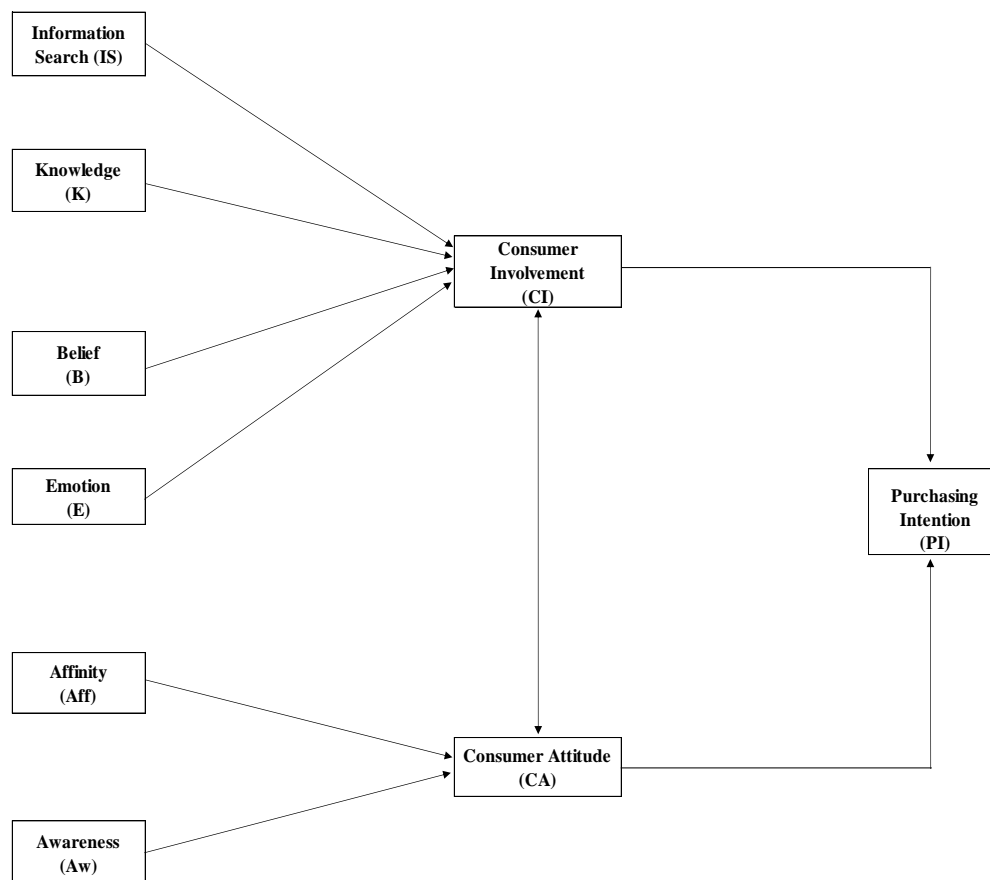 Information
Search (IS)
Knowledge
(K)
Consumer
Involvement
(CI)
Belief
(B)
Emotion
(E)
Purchasing
Intention
(PI)
Affinity
(Aff)
Consumer Attitude
(CA)
Awareness
(Aw)